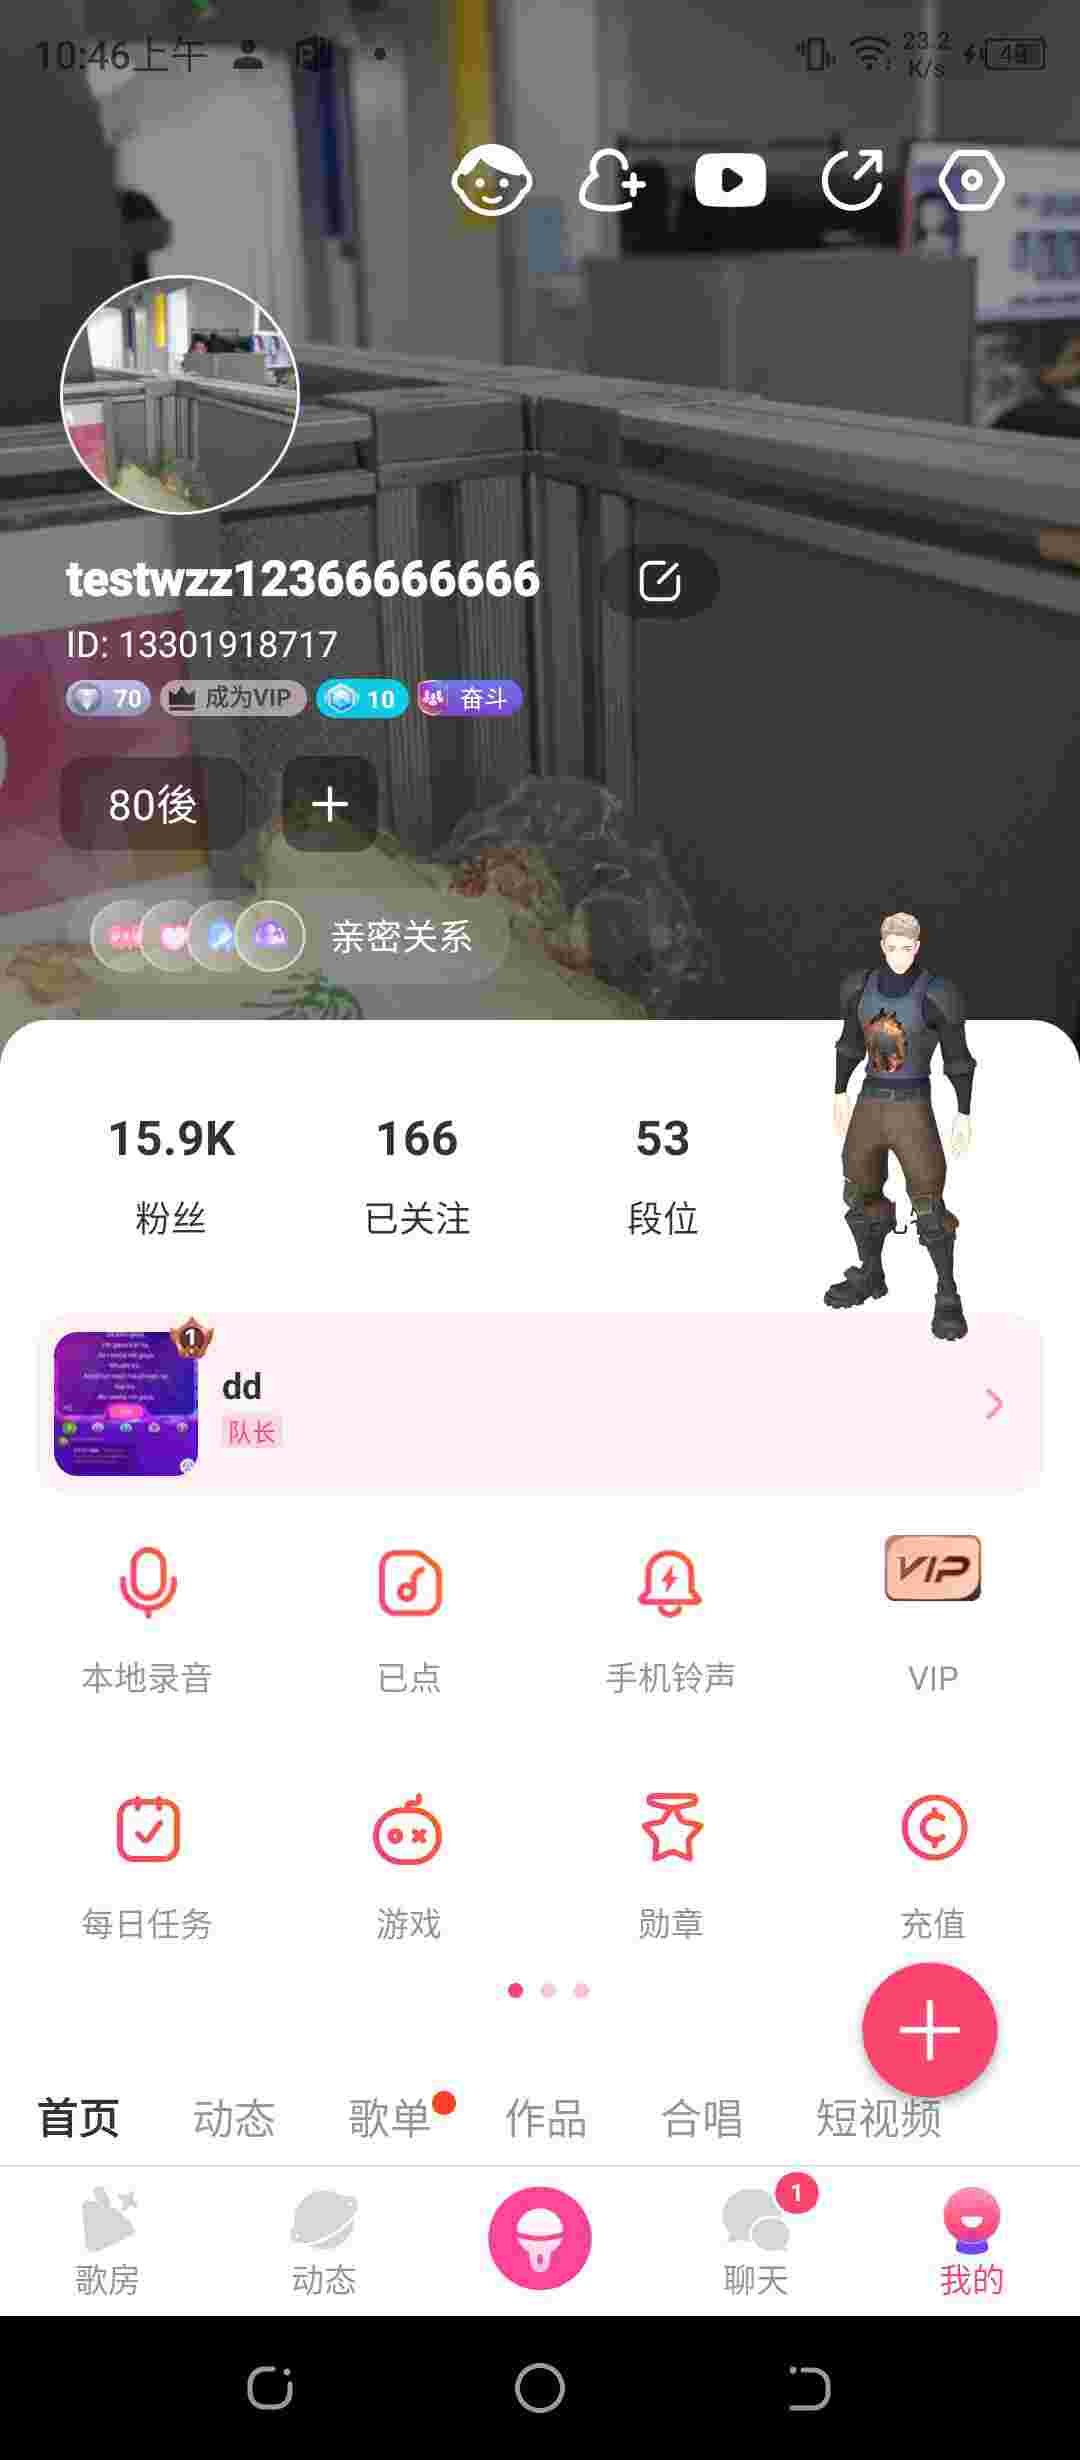 10:46上午
23.2
K/s
49
testwzz12366666666
ID: 13301918717
70
成为VIP
10
奋斗
80後
亲密关系
15.9K
166
53
粉丝
已关注
段位
1
dd
队长
本地录音
已点
手机铃声
VIP
VIP
每日任务
游戏
勋章
充值
首页
动态
歌单
作品
合唱
短视频
歌房
动态
聊天
1
我的